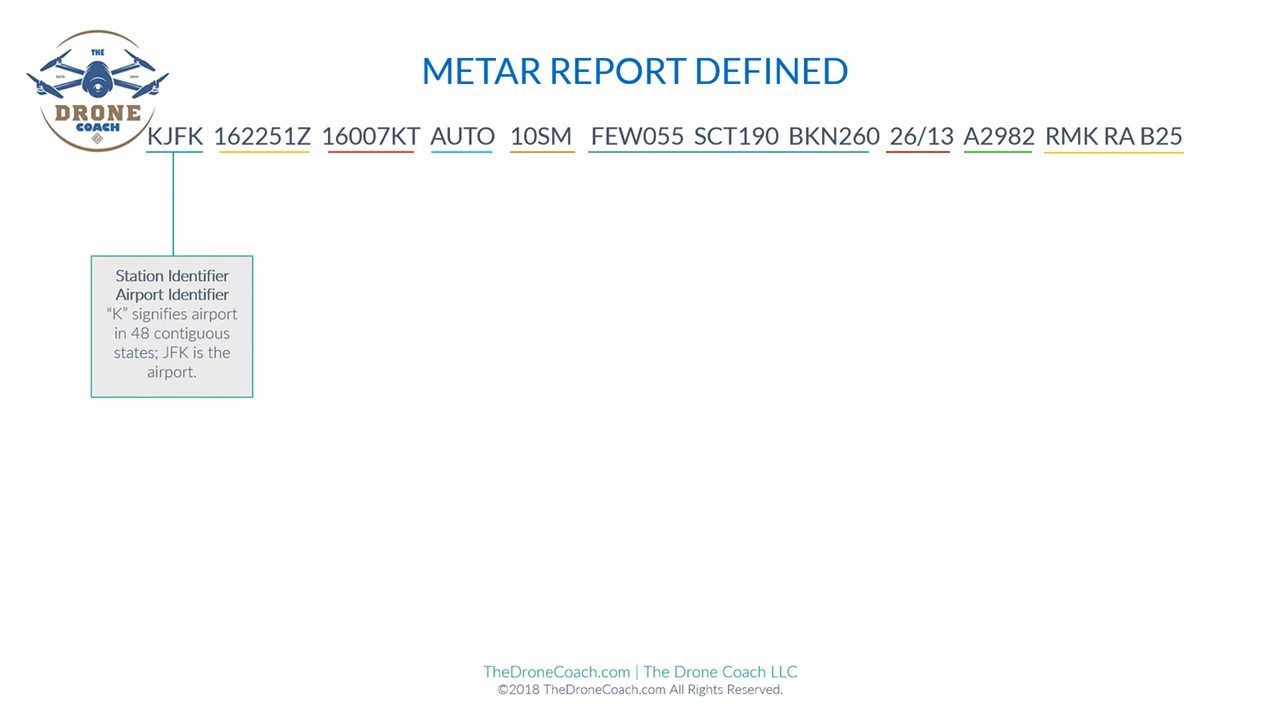 THE
DRONE
COACH
METAR REPORT DEFINED
KJFK 162251Z 16007KT AUTO 10SM FEW055 SCT190 BKN260 26/13 A2982 RMK RA B25
Station Identifier
Airport Identifier
“K” signifies airport
in 48 contiguous
states; JFK is the
airport.
TheDroneCoach.com | The Drone Coach LLC
©2018 TheDroneCoach.com All Rights Reserved.